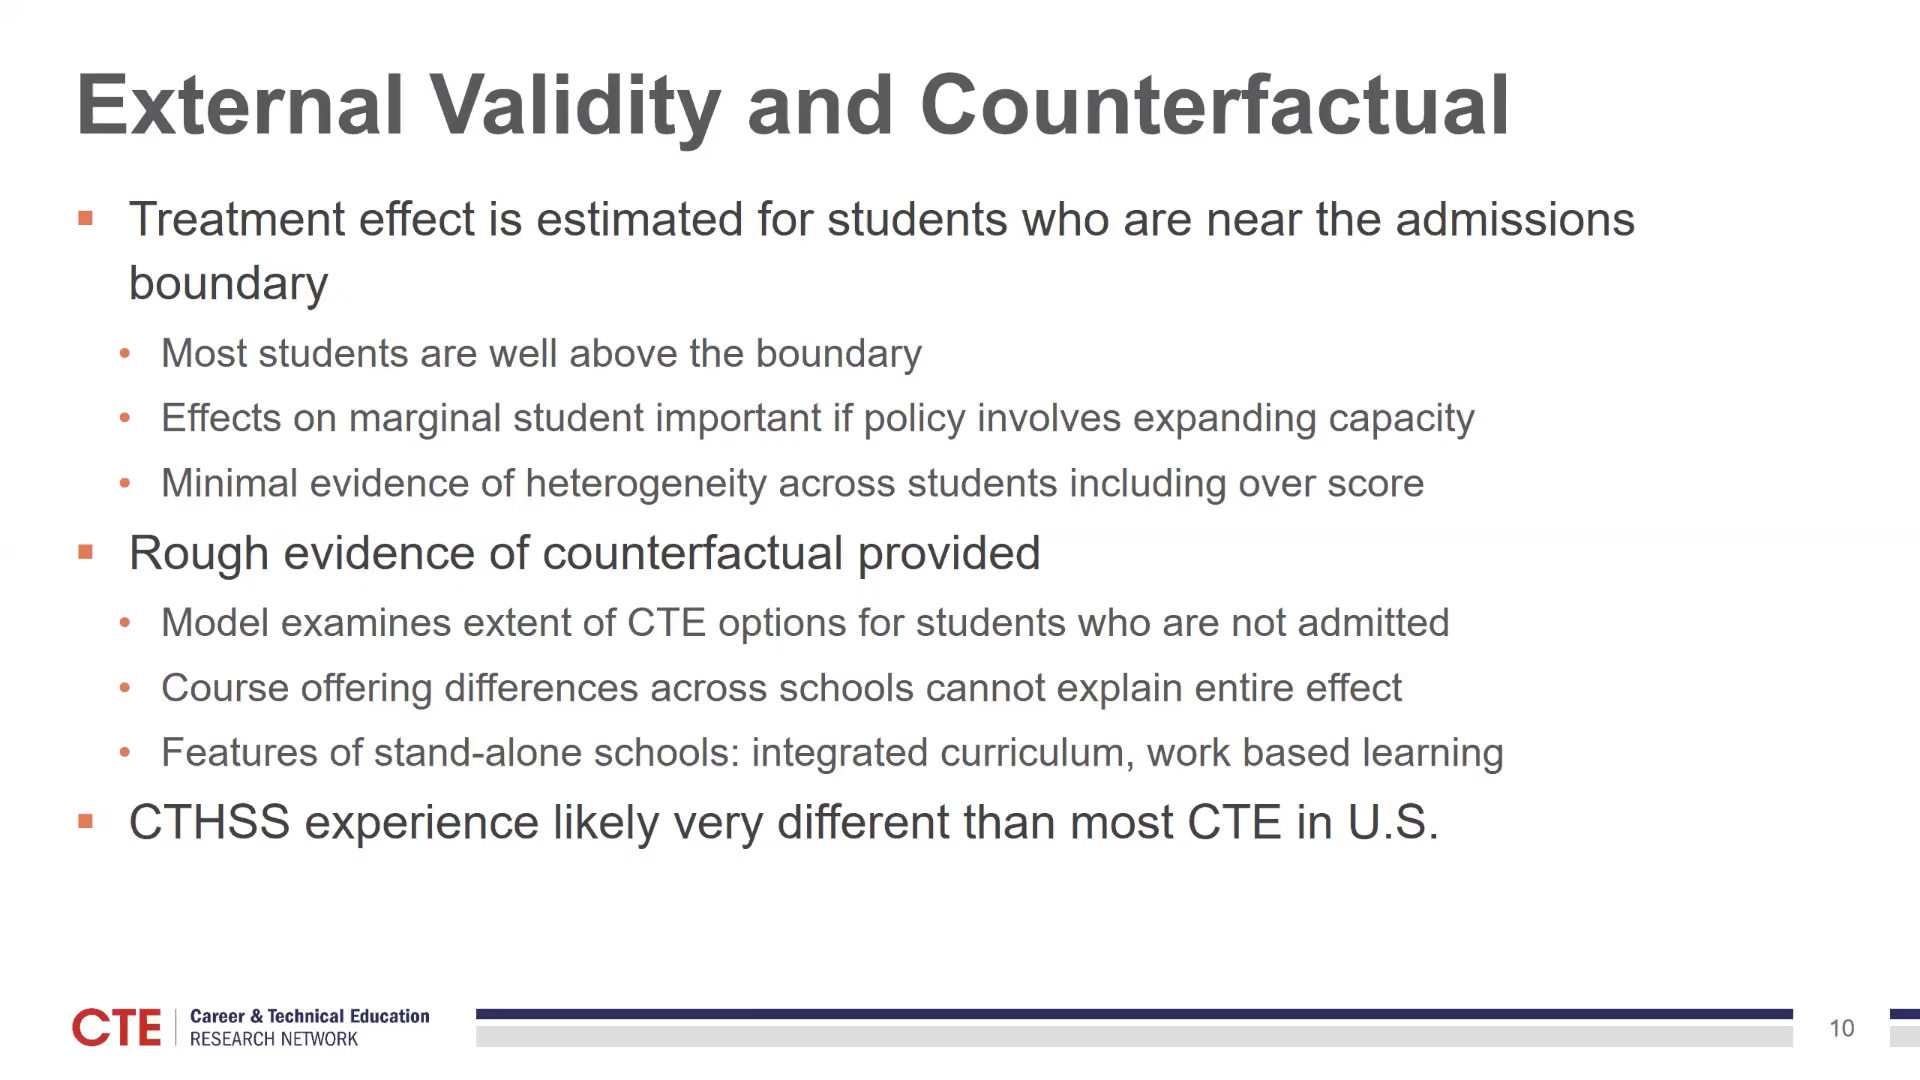 External Validity and Counterfactual
▪ Treatment effect is estimated for students who are near the admissions
boundary
• Most students are well above the boundary
• Effects on marginal student important if policy involves expanding capacity
• Minimal evidence of heterogeneity across students including over score
▪ Rough evidence of counterfactual provided
• Model examines extent of CTE options for students who are not admitted
• Course offering differences across schools cannot explain entire effect
• Features of stand-alone schools: integrated curriculum, work based learning
▪ CTHSS experience likely very different than most CTE in U.S.
CTE
Career & Technical Education
RESEARCH NETWORK
10